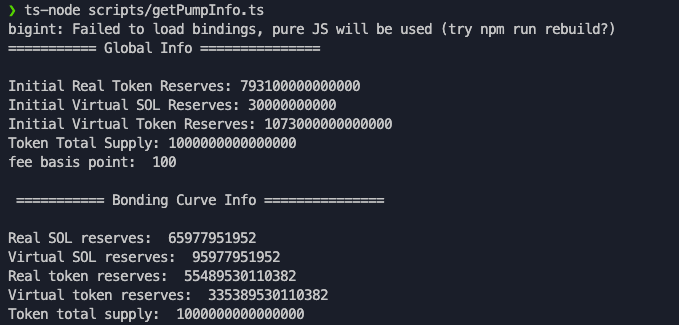 ❯ ts-node scripts/getPumpInfo.ts
bigint: Failed to load bindings, pure JS will be used (try npm run rebuild?)
=========== Global Info ===============
Initial Real Token Reserves: 793100000000000
Initial Virtual SOL Reserves: 30000000000
Initial Virtual Token Reserves: 1073000000000000
Token Total Supply: 1000000000000000
fee basis point:  100
=========== Bonding Curve Info ===============
Real SOL reserves:  65977951952
Virtual SOL reserves:  95977951952
Real token reserves:  55489530110382
Virtual token reserves:  335389530110382
Token total supply:  1000000000000000